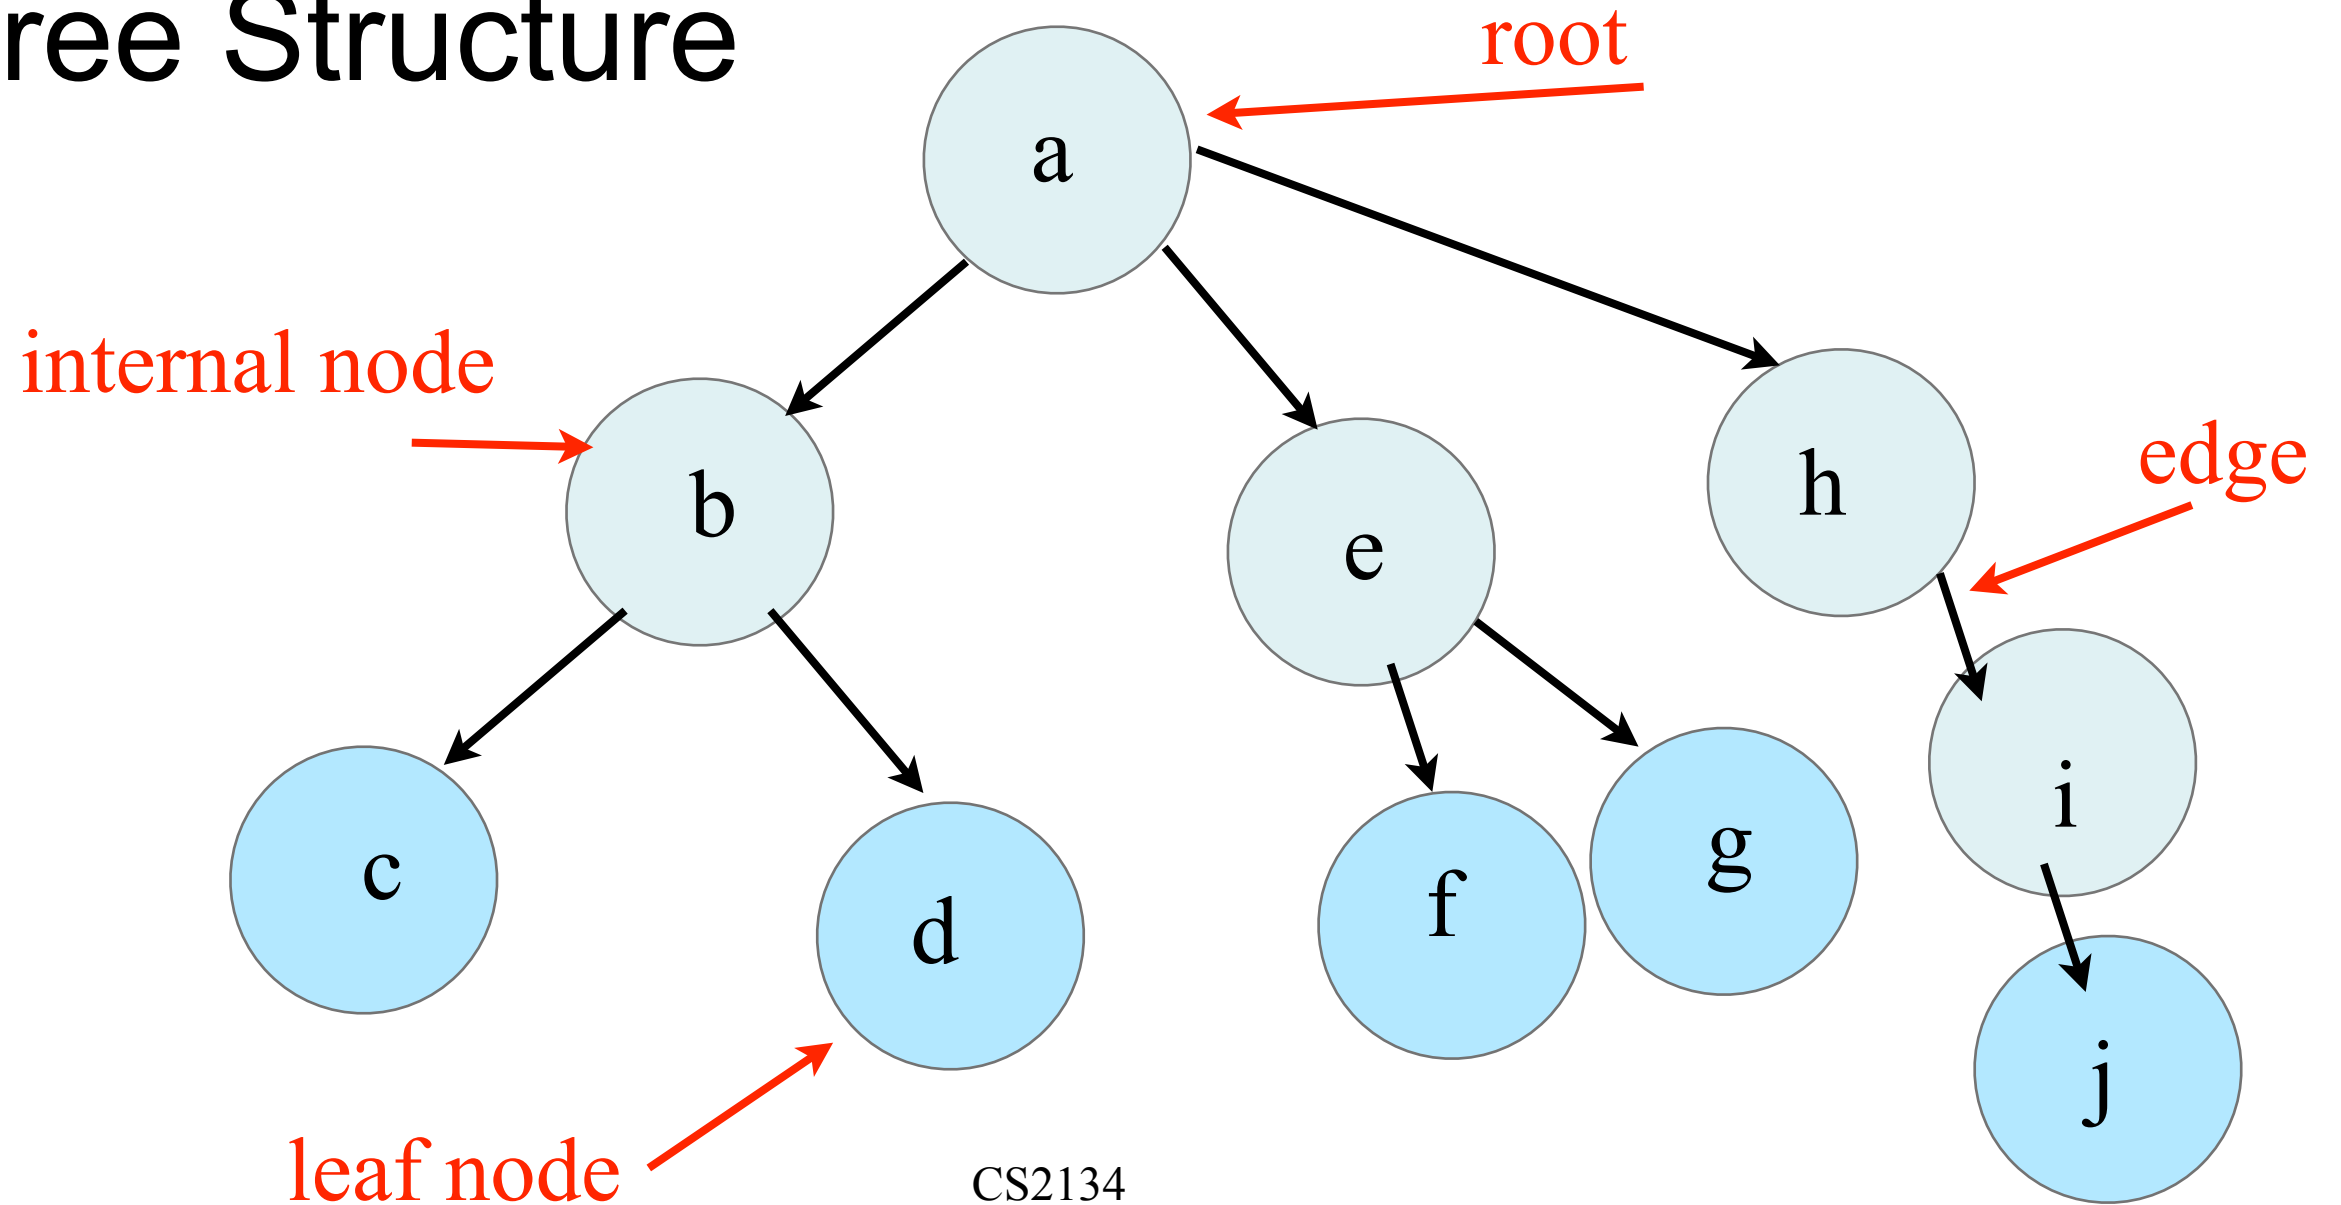 ree Structure
root
a
internal node
b
e
h
edge
c
d
f
g
i
j
leaf node
CS2134